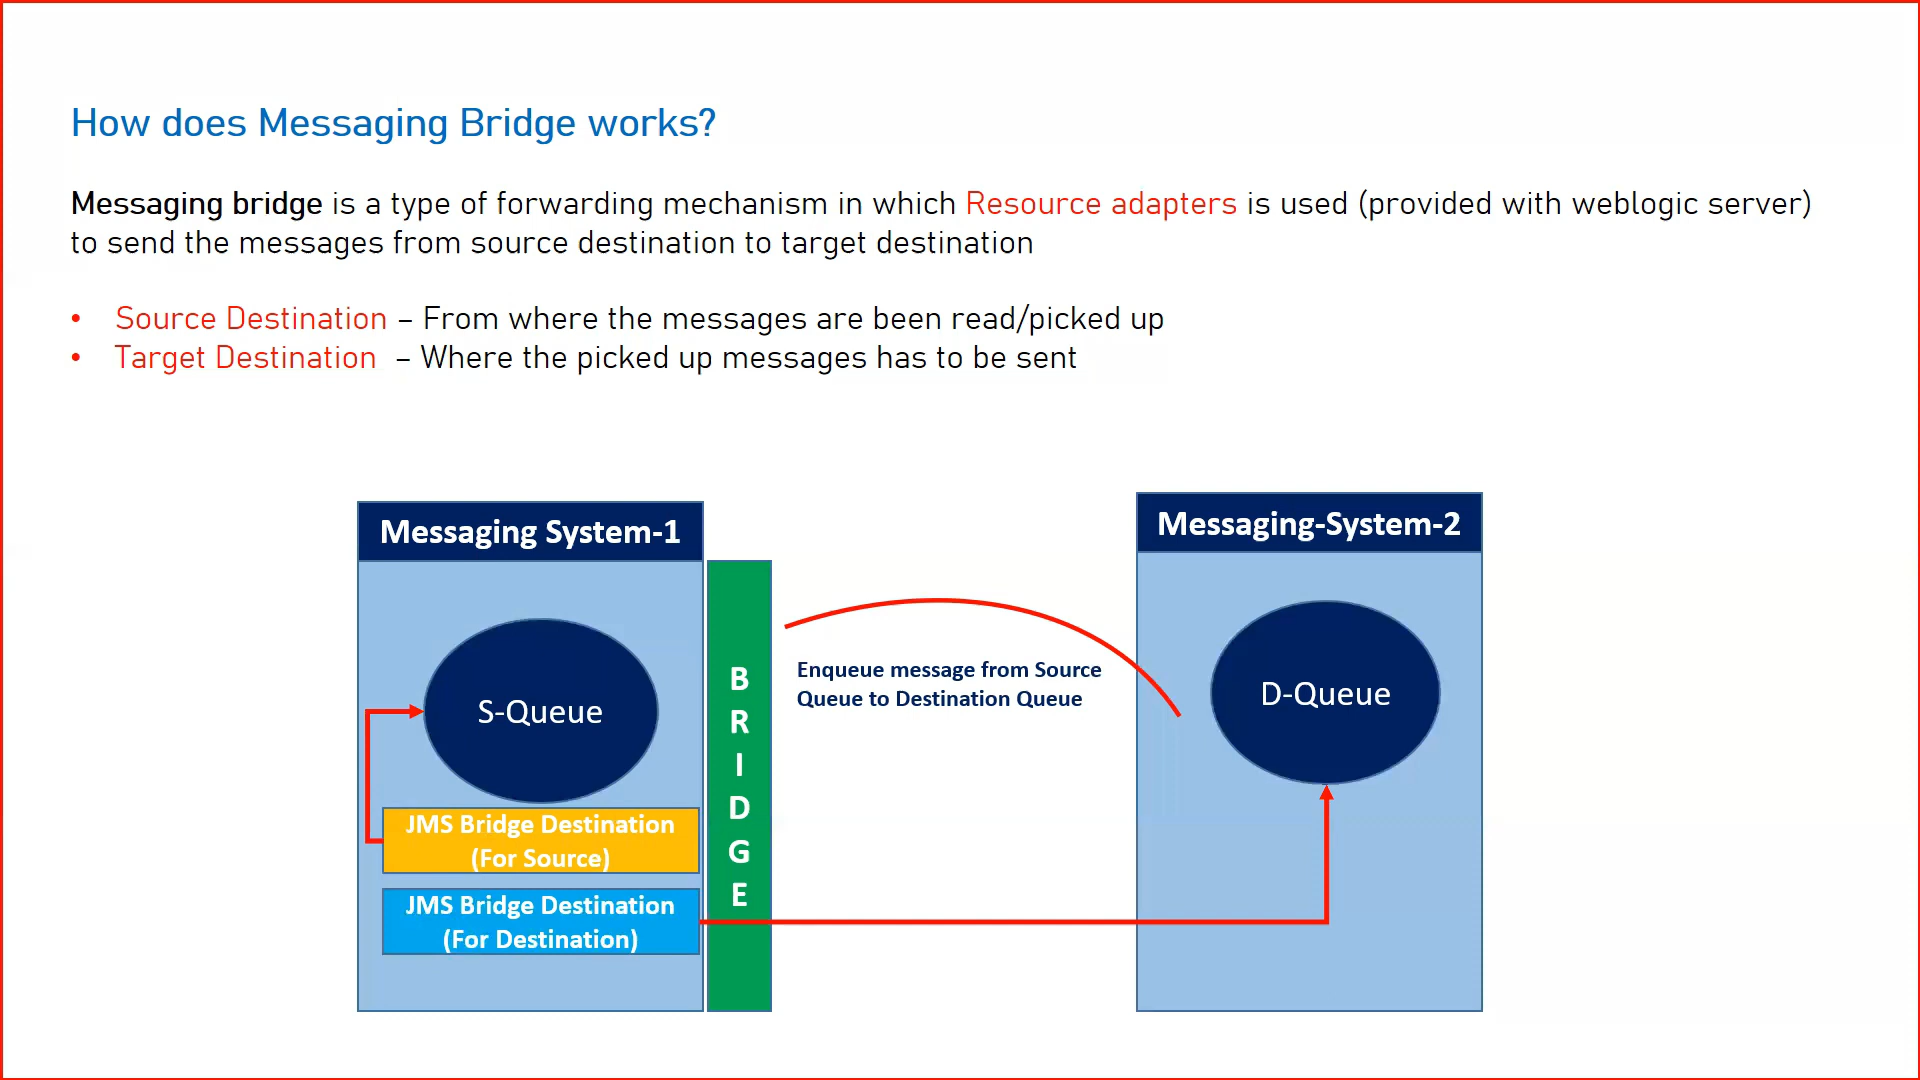 How does Messaging Bridge works?
Messaging bridge is a type of forwarding mechanism in which Resource adapters is used (provided with weblogic server)
to send the messages from source destination to target destination
• Source Destination – From where the messages are been read/picked up
• Target Destination – Where the picked up messages has to be sent
Messaging System-1
S-Queue
JMS Bridge Destination
(For Source)
JMS Bridge Destination
(For Destination)
B
R
I
D
G
E
Enqueue message from Source
Queue to Destination Queue
Messaging-System-2
D-Queue